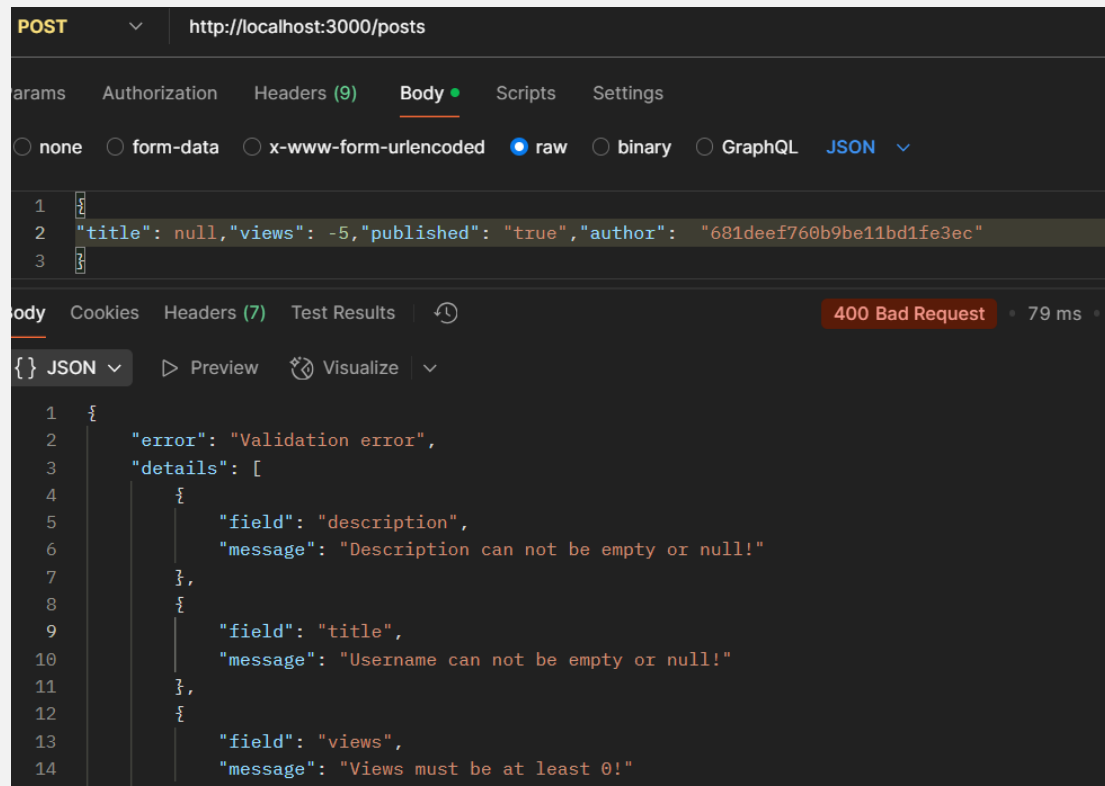 POST http://localhost:3000/posts
arams Authorization Headers (9) Body Scripts Settings
none form-data x-www-form-urlencoded raw binary GraphQL JSON
1 {
2 "title": null,"views": -5,"published": "true","author":  "681deef760b9be11bd1fe3ec"
3 }
ody Cookies Headers (7) Test Results 400 Bad Request • 79 ms •
{} JSON Preview Visualize
1 {
2 "error": "Validation error",
3 "details": [
4 {
5 "field": "description",
6 "message": "Description can not be empty or null!"
7 },
8 {
9 "field": "title",
10 "message": "Username can not be empty or null!"
11 },
12 {
13 "field": "views",
14 "message": "Views must be at least 0!"